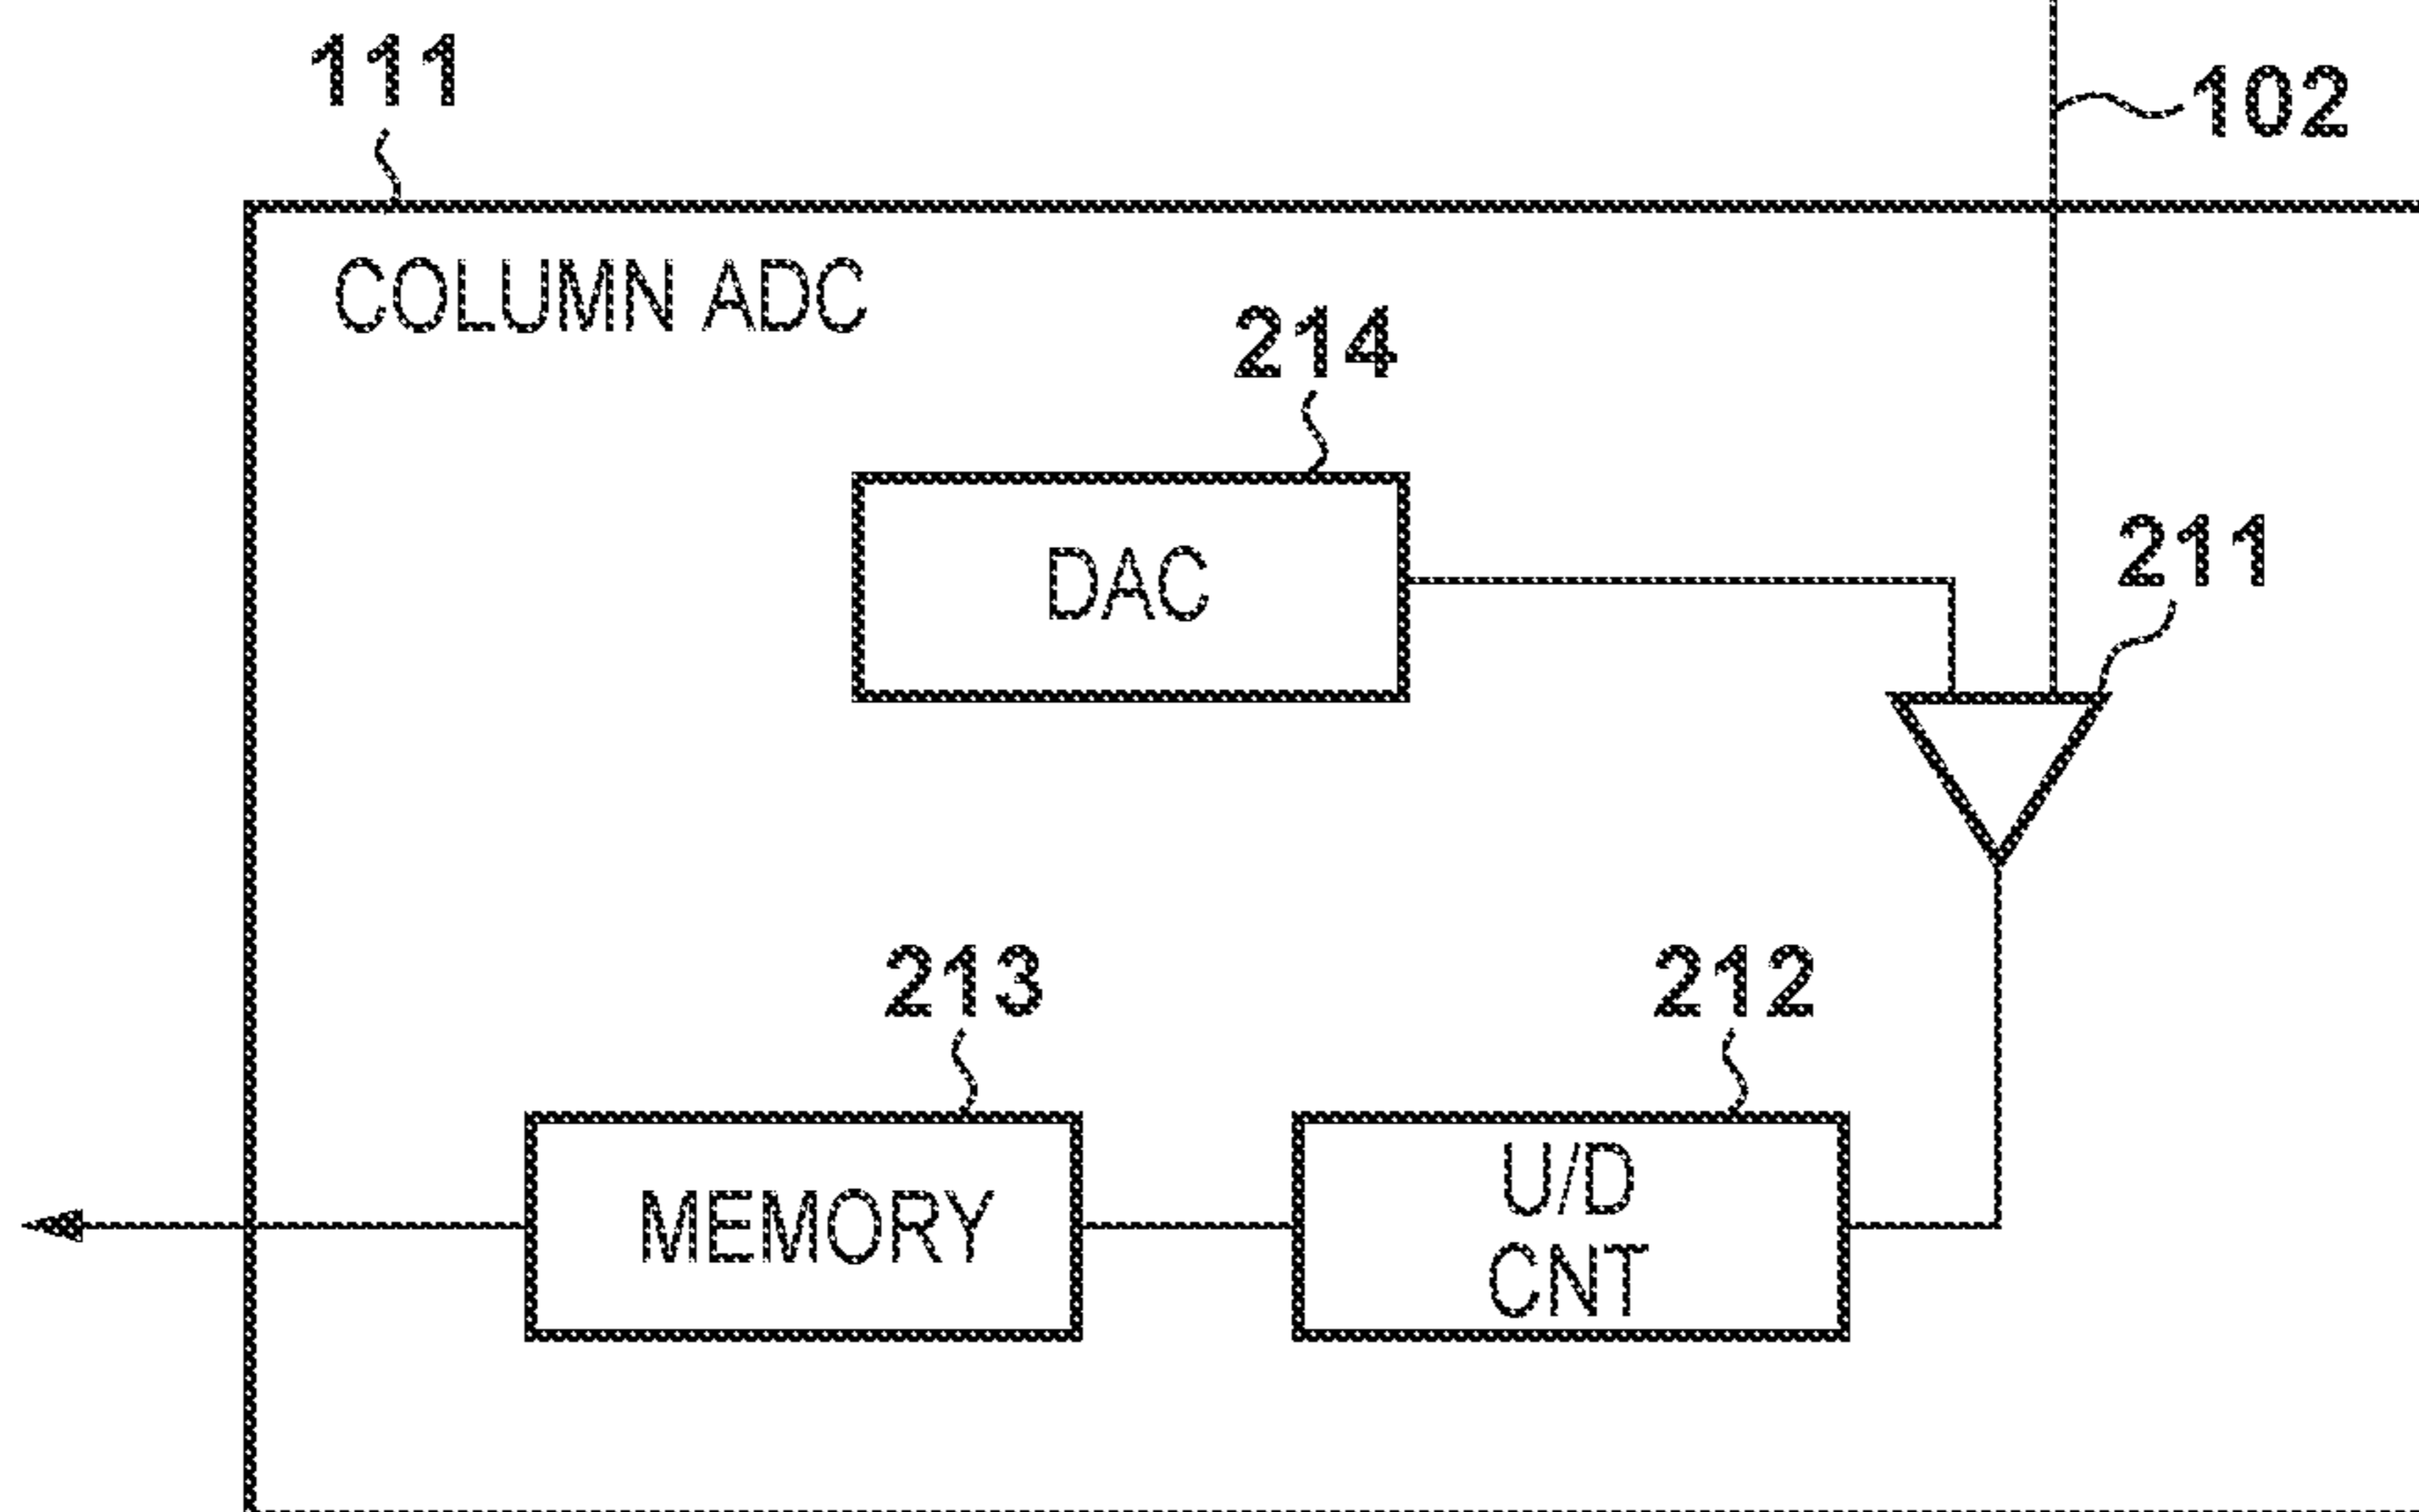 111
102
COLUMN ADC
214
DAC
211
213
212
MEMORY
U/D
CNT